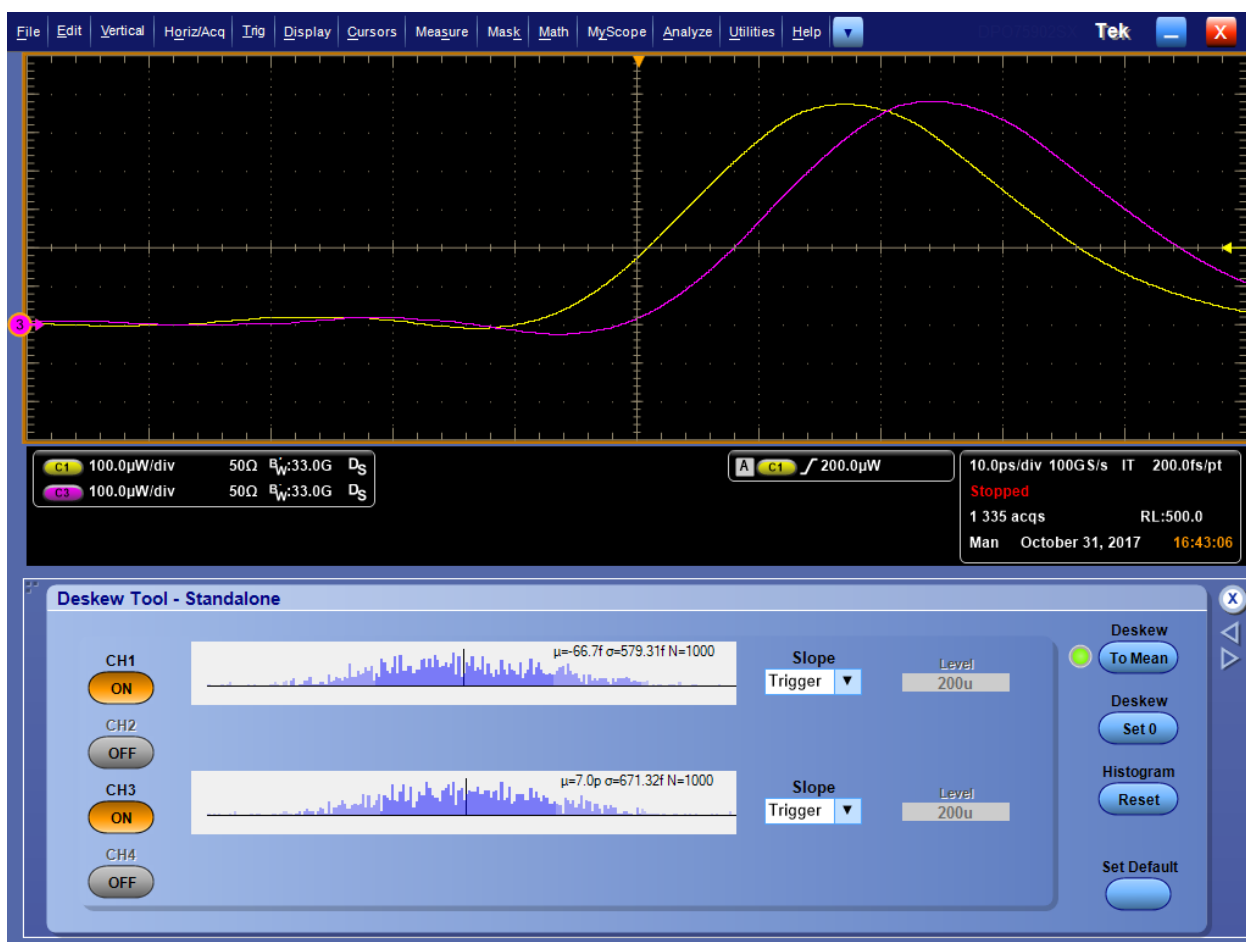 File Edit Vertical Horiz/Acq Trig Display Cursors Measure Mask Math MyScope Analyze Utilities Help Tek X
3
C1 100.0µW/div 50Ω BW:33.0G DS
C3 100.0µW/div 50Ω BW:33.0G DS
A C1 200.0µW
10.0ps/div 100GS/s IT 200.0fs/pt
Stopped
1 335 acqs RL:500.0
Man October 31, 2017 16:43:06
Deskew Tool - Standalone X
CH1
ON
µ=-66.7f σ=579.31f N=1000
Slope
Trigger
Level
200u
Deskew
To Mean
CH2
OFF
Deskew
Set 0
CH3
ON
µ=7.0p σ=671.32f N=1000
Slope
Trigger
Level
200u
Histogram
Reset
CH4
OFF
Set Default